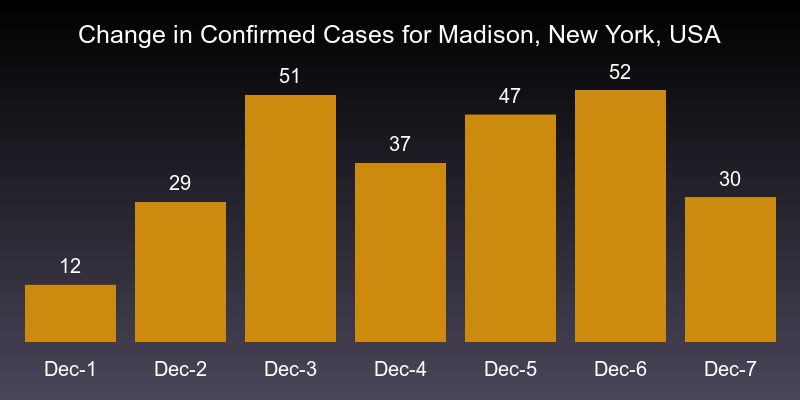 Change in Confirmed Cases for Madison, New York, USA
12
29
51
37
47
52
30
Dec-1
Dec-2
Dec-3
Dec-4
Dec-5
Dec-6
Dec-7